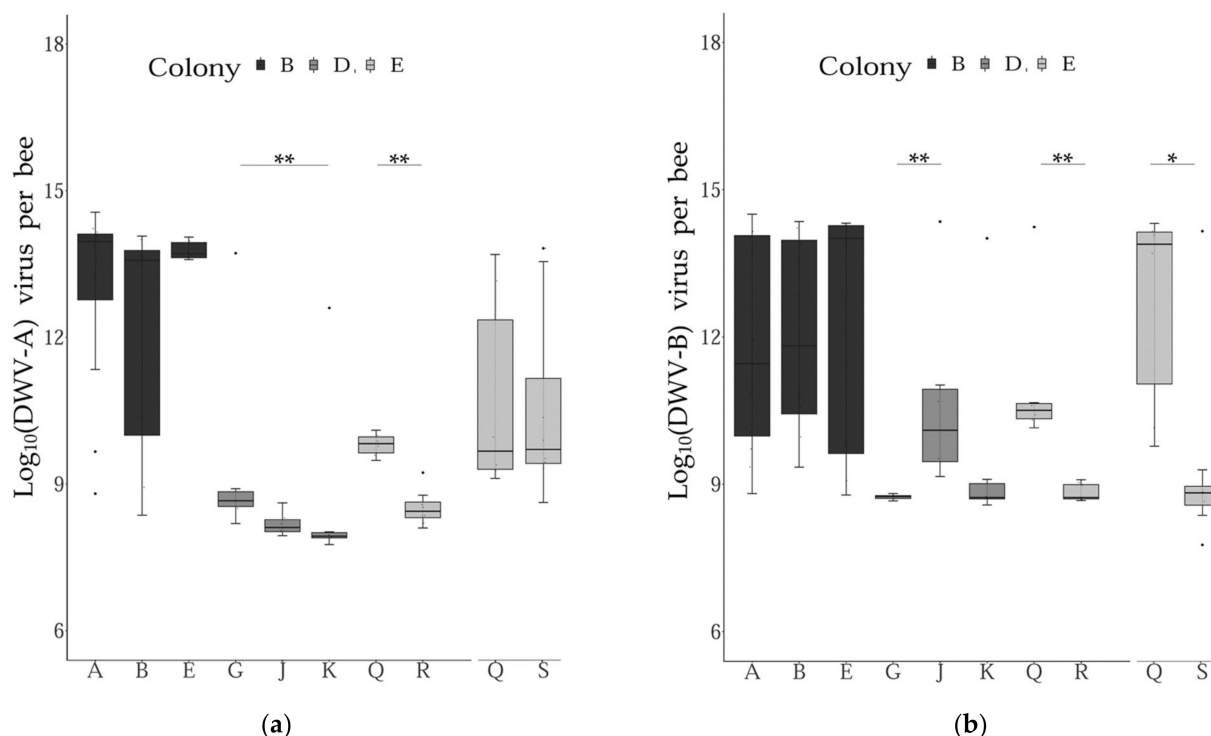 Colony B D, E
Log₁₀(DWV-A) virus per bee
18
15
12
9
6
** **
A B E G J K Q R Q S
(a)
Colony B D, E
Log₁₀(DWV-B) virus per bee
18
15
12
9
6
** ** *
A B E G J K Q R Q S
(b)